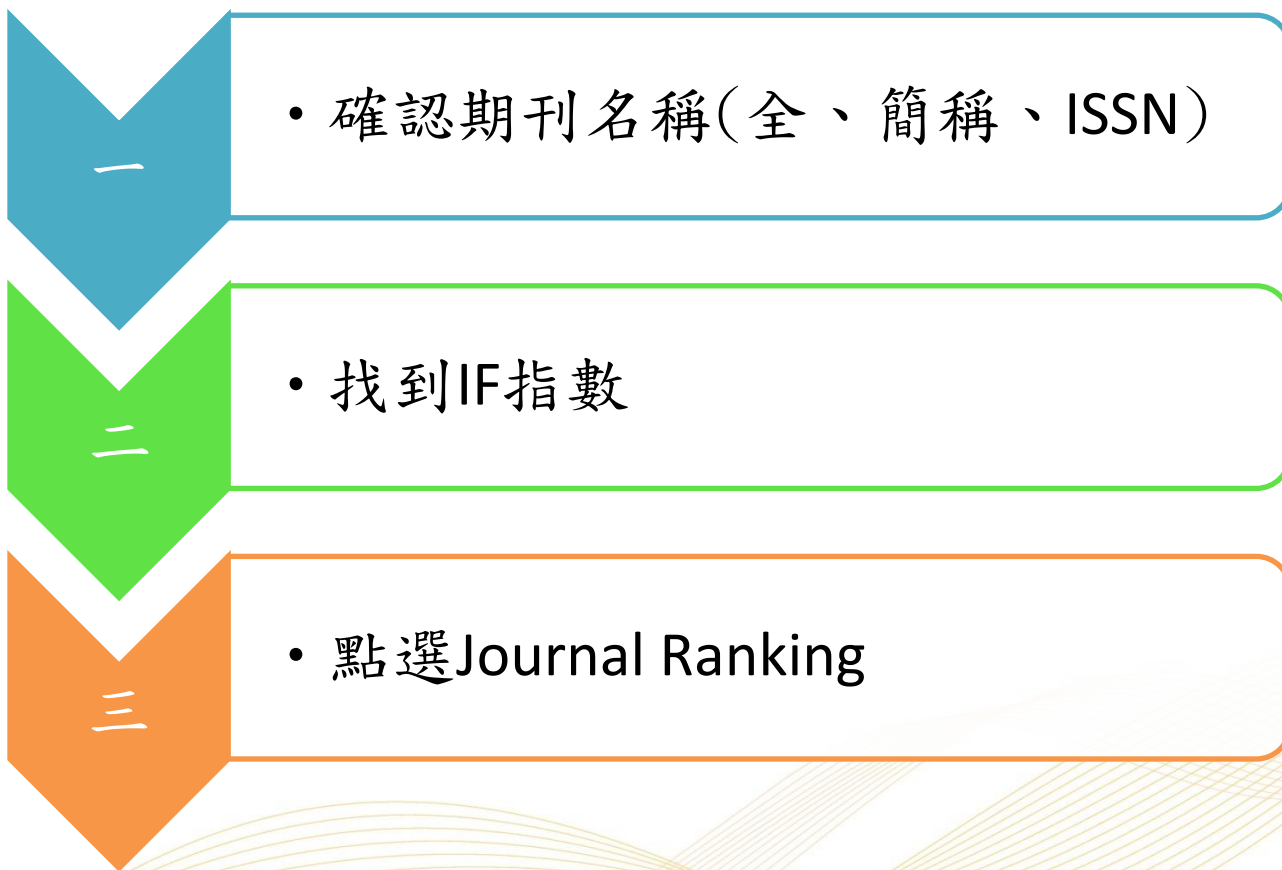 一
• 確認期刊名稱(全、簡稱、ISSN)
二
• 找到IF指數
三
• 點選Journal Ranking